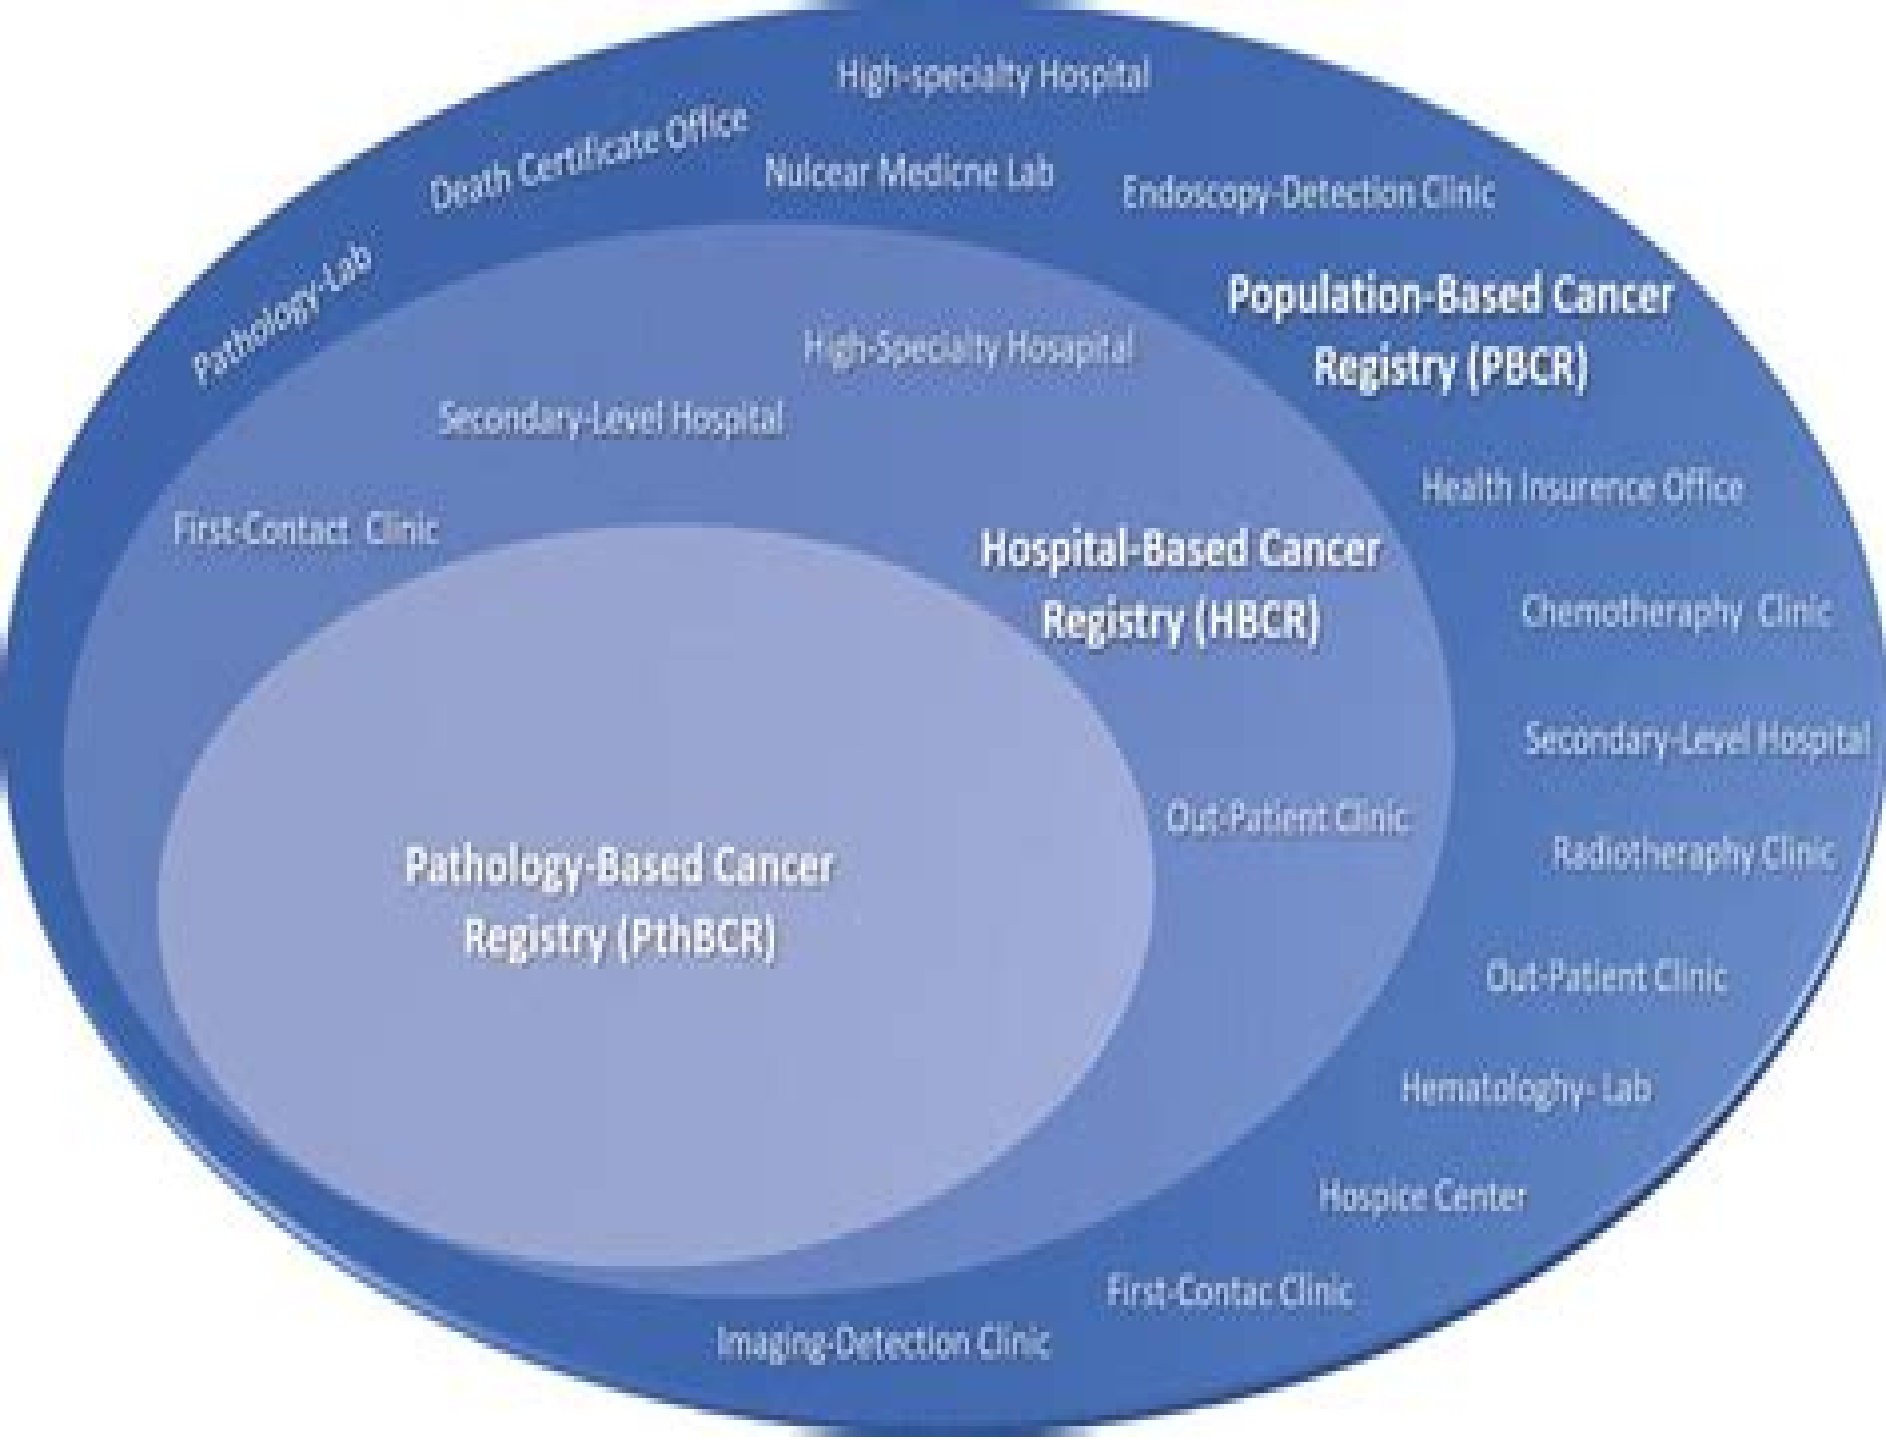 High-specialty Hospital
Death Certificate Office
Nulcear Medicne Lab
Endoscopy-Detection Clinic
Pathology-Lab
Population-Based Cancer
Registry (PBCR)
High-Specialty Hosapital
Secondary-Level Hospital
Health Insurence Office
First-Contact Clinic
Hospital-Based Cancer
Registry (HBCR)
Chemotheraphy Clinic
Secondary-Level Hospital
Out-Patient Clinic
Radiotheraphy Clinic
Pathology-Based Cancer
Registry (PthBCR)
Out-Patient Clinic
Hematologhy- Lab
Hospice Center
First-Contac Clinic
Imaging-Detection Clinic